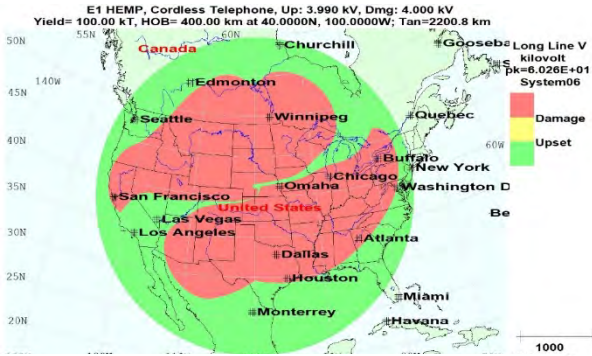 E1 HEMP, Cordless Telephone, Up: 3.990 kV, Dmg: 4.000 kV
Yield= 100.00 kT, HOB= 400.00 km at 40.0000N, 100.0000W; Tan=2200.8 km
50N
55N
60N
Canada
Churchill
Gooseba
Long Line V
kilovolt
pk=6.026E+01
System06
Damage
Upset
140W
Edmonton
45N
Seattle
Winnipeg
Quebec
60W
40N
Buffalo
New York
Chicago
Washington D
35N
San Francisco
Omaha
United States
Be
Las Vegas
30N
Los Angeles
Atlanta
Dallas
25N
Houston
Miami
Monterrey
20N
Havana
1000